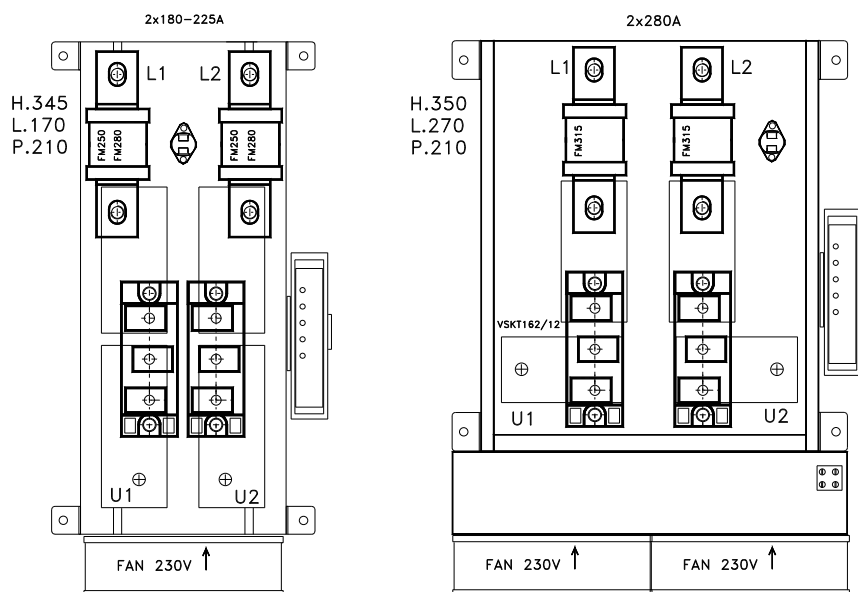 2x180-225A
L1
L2
H.345
L.170
P.210
FM250
FM280
FM250
FM280
U1
U2
FAN 230V
2x280A
L1
L2
H.350
L.270
P.210
FM315
FM315
VSKT162/12
U1
U2
FAN 230V
FAN 230V